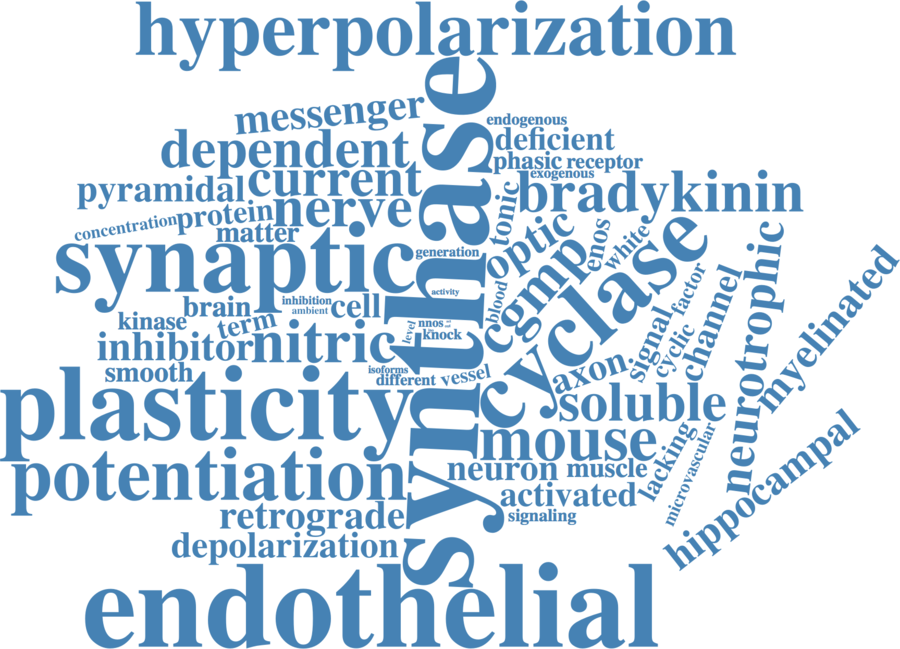 hyperpolarization
synthase
messenger
endogenous
deficient
dependent
phasic
receptor
exogenous
pyramidal
current
bradykinin
concentration
protein
nerve
tonic
optic
enos
white
matter
synaptic
generation
cgmp
cyclase
neurotrophic
myelinated
activity
blood
factor
channel
brain
inhibition
ambient
cell
kinase
term
level
nnos
knock
signal
cyclic
inhibitor
nitric
smooth
isoforms
different
vessel
axon
plasticity
soluble
mouse
lacking
microvascular
hippocampal
potentiation
neuron
muscle
activated
retrograde
signaling
depolarization
endothelial